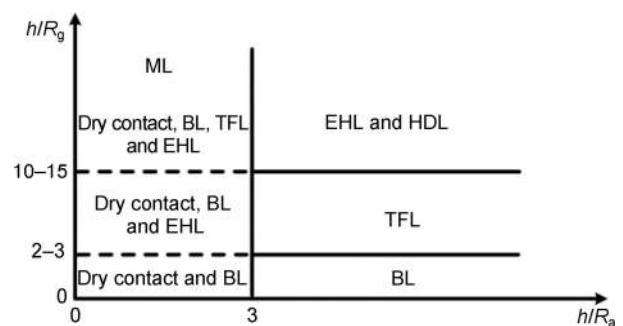 h/Rg
ML
Dry contact, BL, TFL
and EHL
EHL and HDL
10–15
Dry contact, BL
and EHL
TFL
2–3
Dry contact and BL
BL
0
0
3
h/Ra